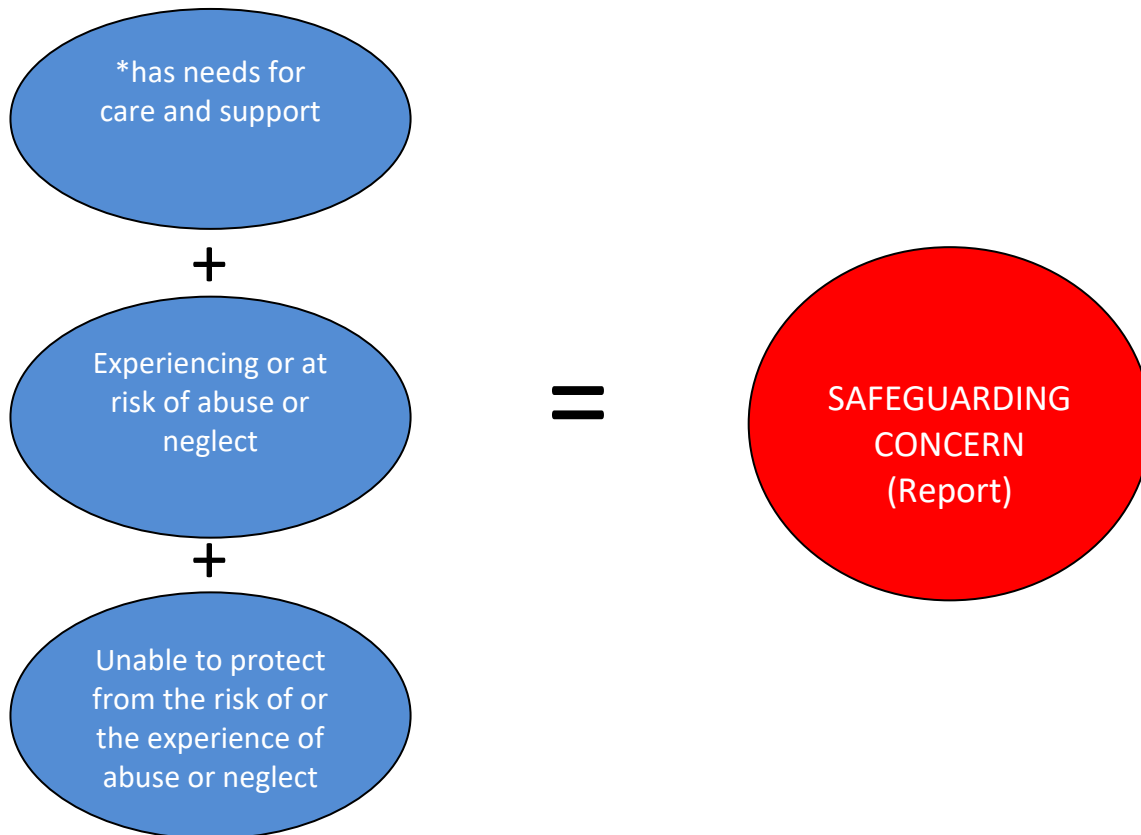 *has needs for
care and support
+
Experiencing or at
risk of abuse or
neglect
+
Unable to protect
from the risk of or
the experience of
abuse or neglect
=
SAFEGUARDING
CONCERN
(Report)